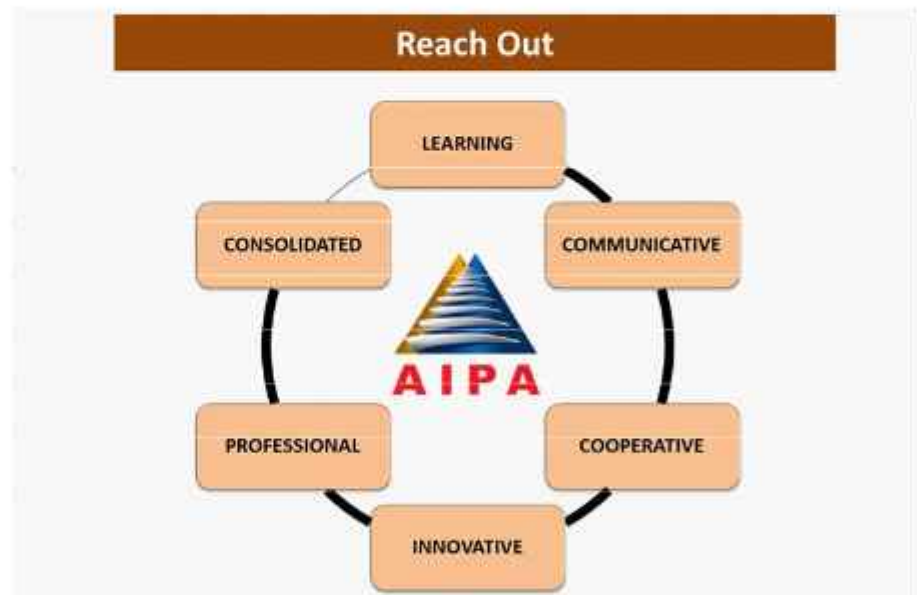 Reach Out
LEARNING
CONSOLIDATED
COMMUNICATIVE
AIPA
PROFESSIONAL
COOPERATIVE
INNOVATIVE